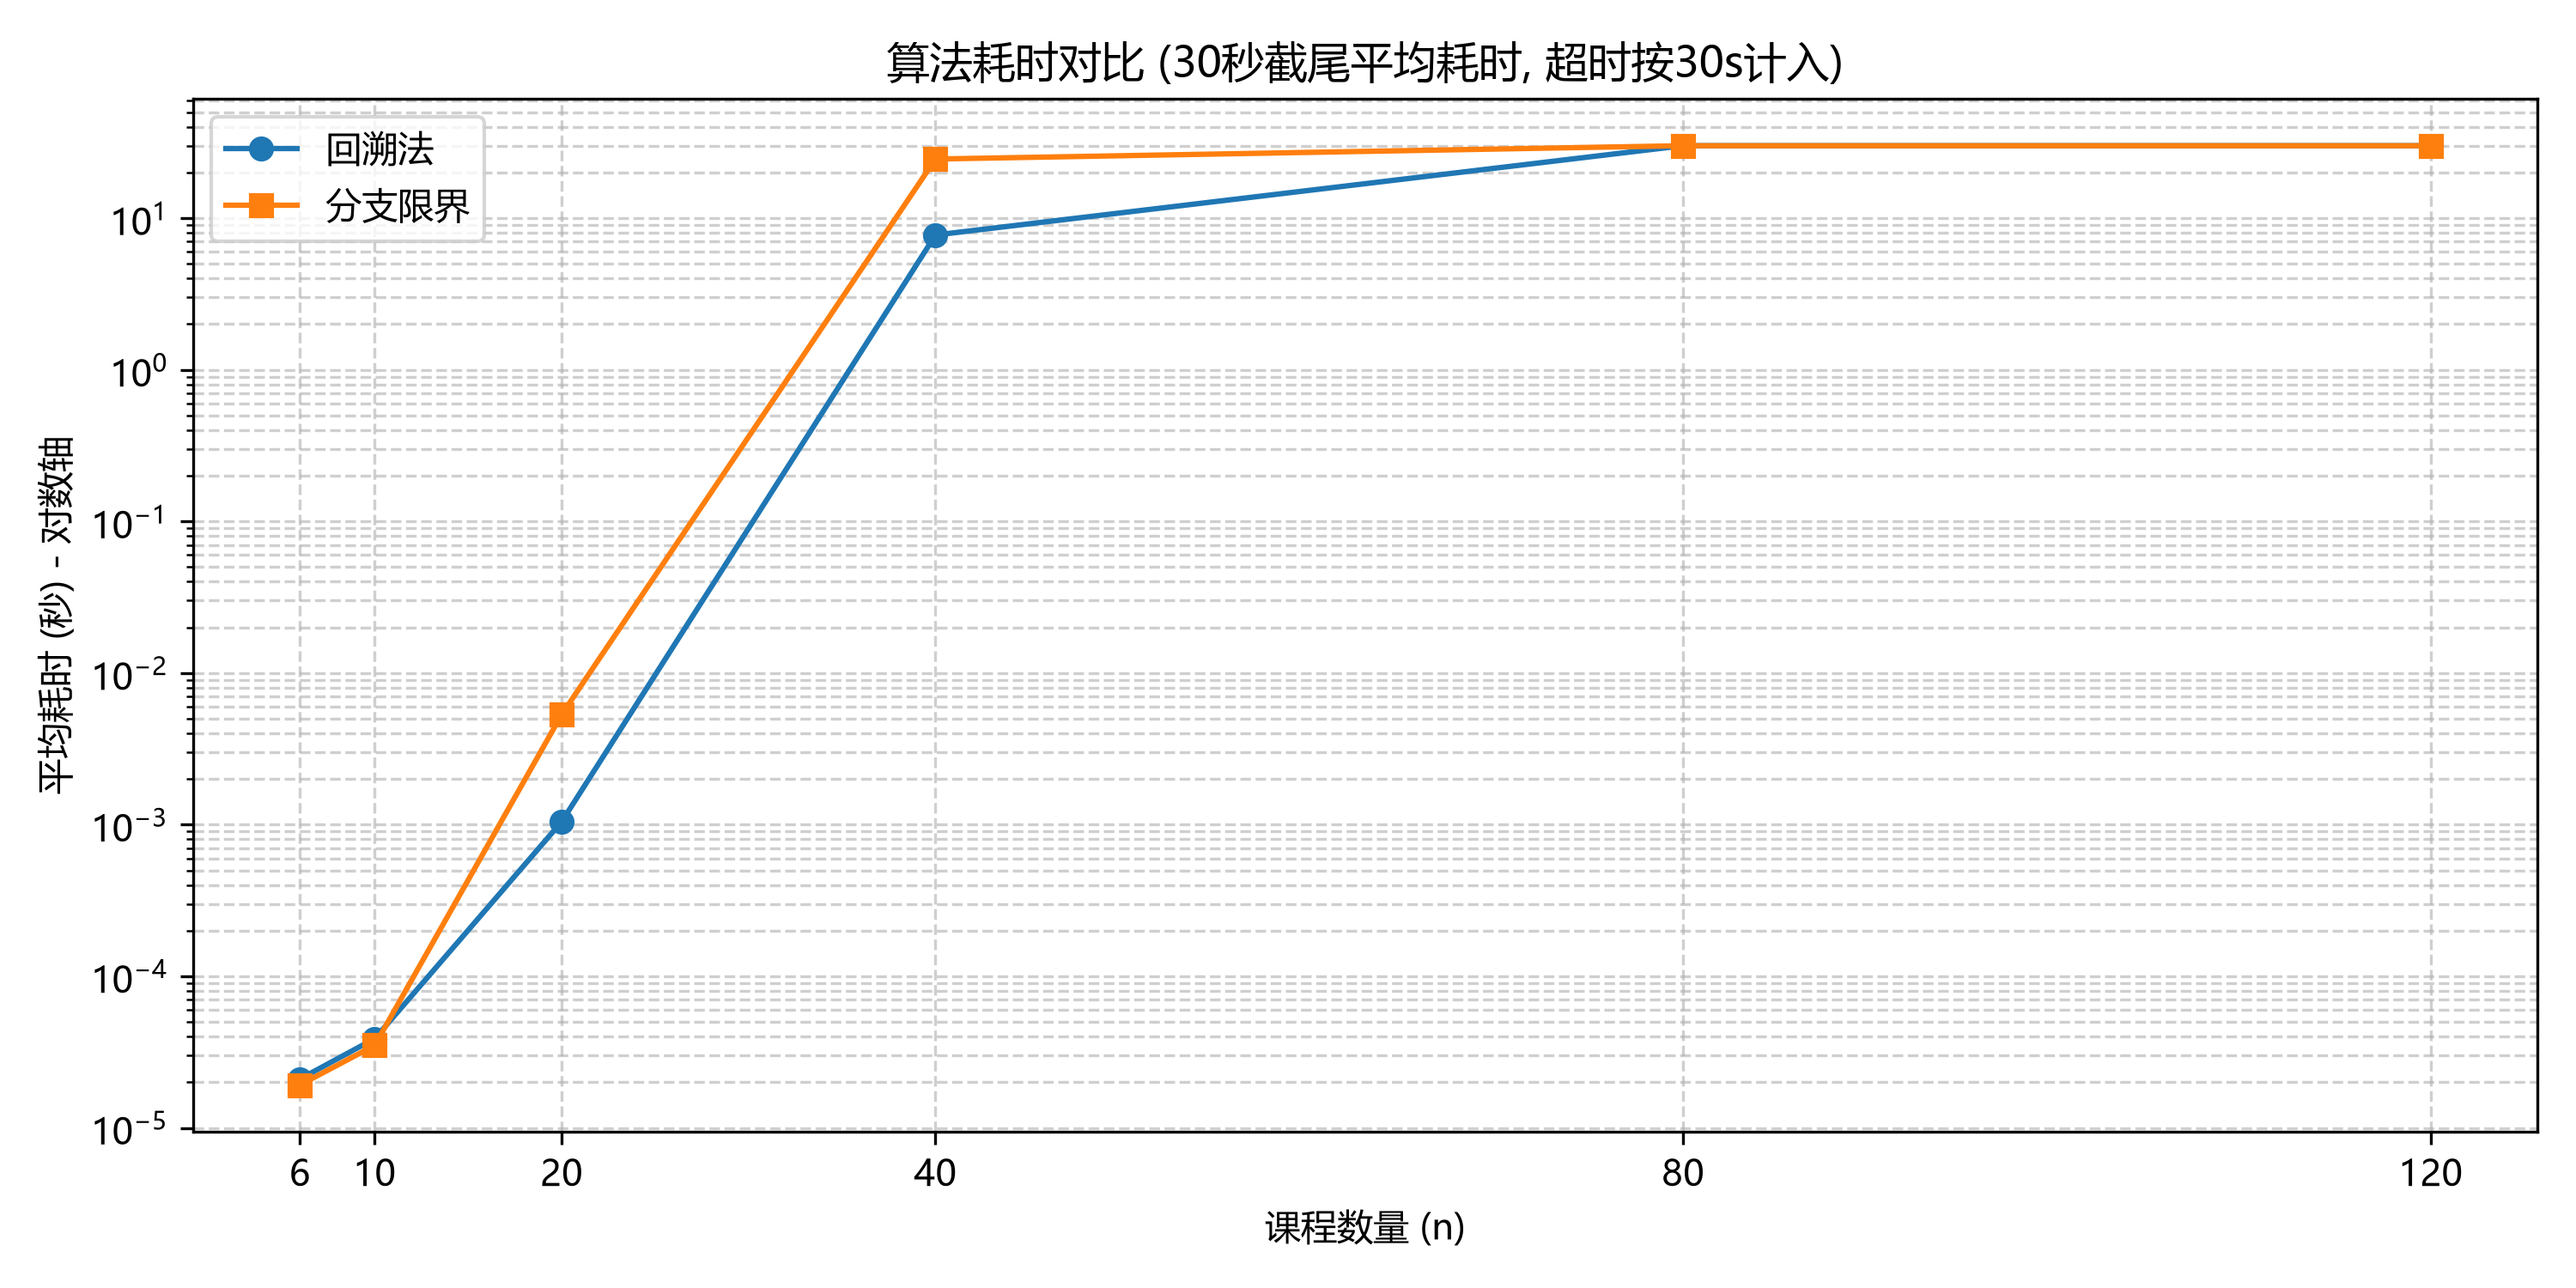 算法耗时对比 (30秒截尾平均耗时, 超时按30s计入)
回溯法
分支限界
平均耗时 (秒) - 对数轴
10¹
10⁰
10⁻¹
10⁻²
10⁻³
10⁻⁴
10⁻⁵
6 10 20 40 80 120
课程数量 (n)